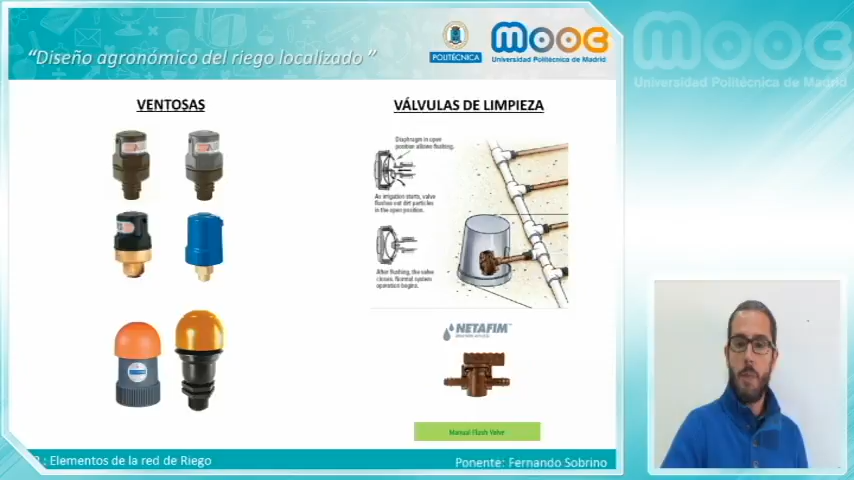 "Diseño agronómico del riego localizado "
POLITÉCNICA
MOOC
Universidad Politécnica de Madrid
MOOC
Universidad Politécnica de Madrid
VENTOSAS
VÁLVULAS DE LIMPIEZA
Diaphragm in open
position allows flushing.
As irrigation starts, valve
flushes out dirt particles
in the open position.
After flushing, the valve
closes. Normal system
operation begins.
NETAFIM™
Manual Flush Valve
: Elementos de la red de Riego
Ponente: Fernando Sobrino